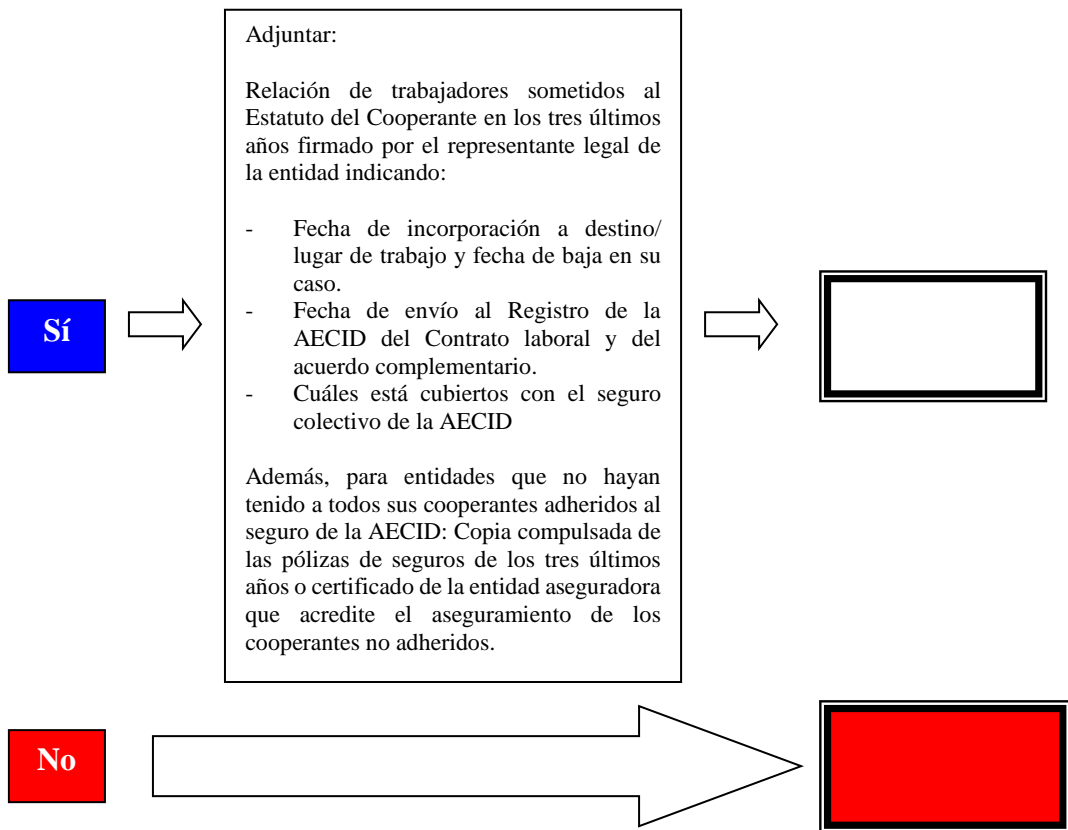 Adjuntar:
Relación de trabajadores sometidos al
Estatuto del Cooperante en los tres últimos
años firmado por el representante legal de
la entidad indicando:
- Fecha de incorporación a destino/
lugar de trabajo y fecha de baja en su
caso.
- Fecha de envío al Registro de la
AECID del Contrato laboral y del
acuerdo complementario.
- Cuáles está cubiertos con el seguro
colectivo de la AECID
Además, para entidades que no hayan
tenido a todos sus cooperantes adheridos al
seguro de la AECID: Copia compulsada de
las pólizas de seguros de los tres últimos
años o certificado de la entidad aseguradora
que acredite el aseguramiento de los
cooperantes no adheridos.
Sí
No